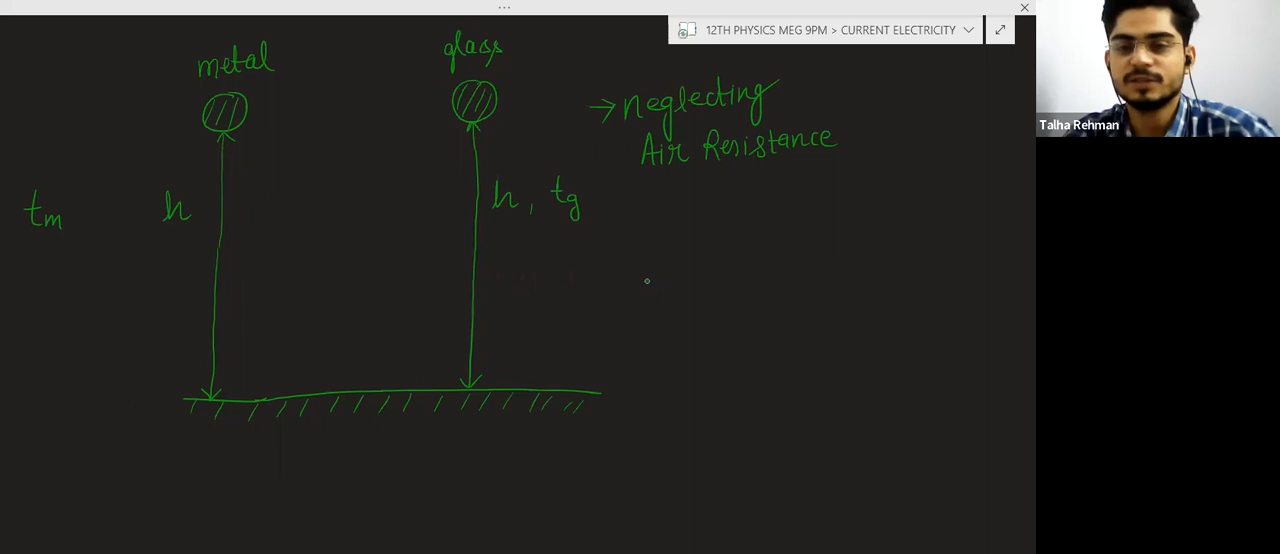 12TH PHYSICS MEG 9PM > CURRENT ELECTRICITY
Talha Rehman
metal
glass
→ neglecting
Air Resistance
tm
h
h, tg